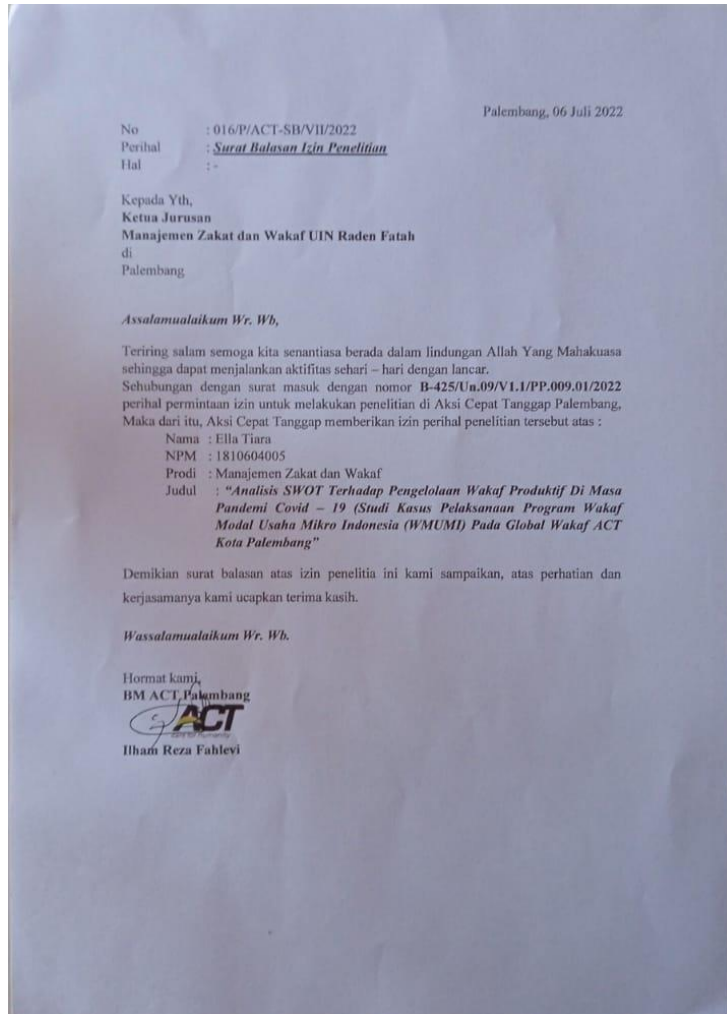 Palembang, 06 Juli 2022
No : 016/P/ACT-SB/VII/2022
Perihal : Surat Balasan Izin Penelitian
Hal : -
Kepada Yth,
Ketua Jurusan
Manajemen Zakat dan Wakaf UIN Raden Fatah
di
Palembang
Assalamualaikum Wr. Wb,
Teriring salam semoga kita senantiasa berada dalam lindungan Allah Yang Mahakuasa
sehingga dapat menjalankan aktifitas sehari – hari dengan lancar.
Sehubungan dengan surat masuk dengan nomor B-425/Un.09/V1.1/PP.009.01/2022
perihal permintaan izin untuk melakukan penelitian di Aksi Cepat Tanggap Palembang,
Maka dari itu, Aksi Cepat Tanggap memberikan izin perihal penelitian tersebut atas :
Nama : Ella Tiara
NPM : 1810604005
Prodi : Manajemen Zakat dan Wakaf
Judul : “Analisis SWOT Terhadap Pengelolaan Wakaf Produktif Di Masa
Pandemi Covid – 19 (Studi Kasus Pelaksanaan Program Wakaf
Modal Usaha Mikro Indonesia (WMUMI) Pada Global Wakaf ACT
Kota Palembang”
Demikian surat balasan atas izin penelitia ini kami sampaikan, atas perhatian dan
kerjasamanya kami ucapkan terima kasih.
Wassalamualaikum Wr. Wb.
Hormat kami,
BM ACT Palembang
ACT
Ilham Reza Fahlevi